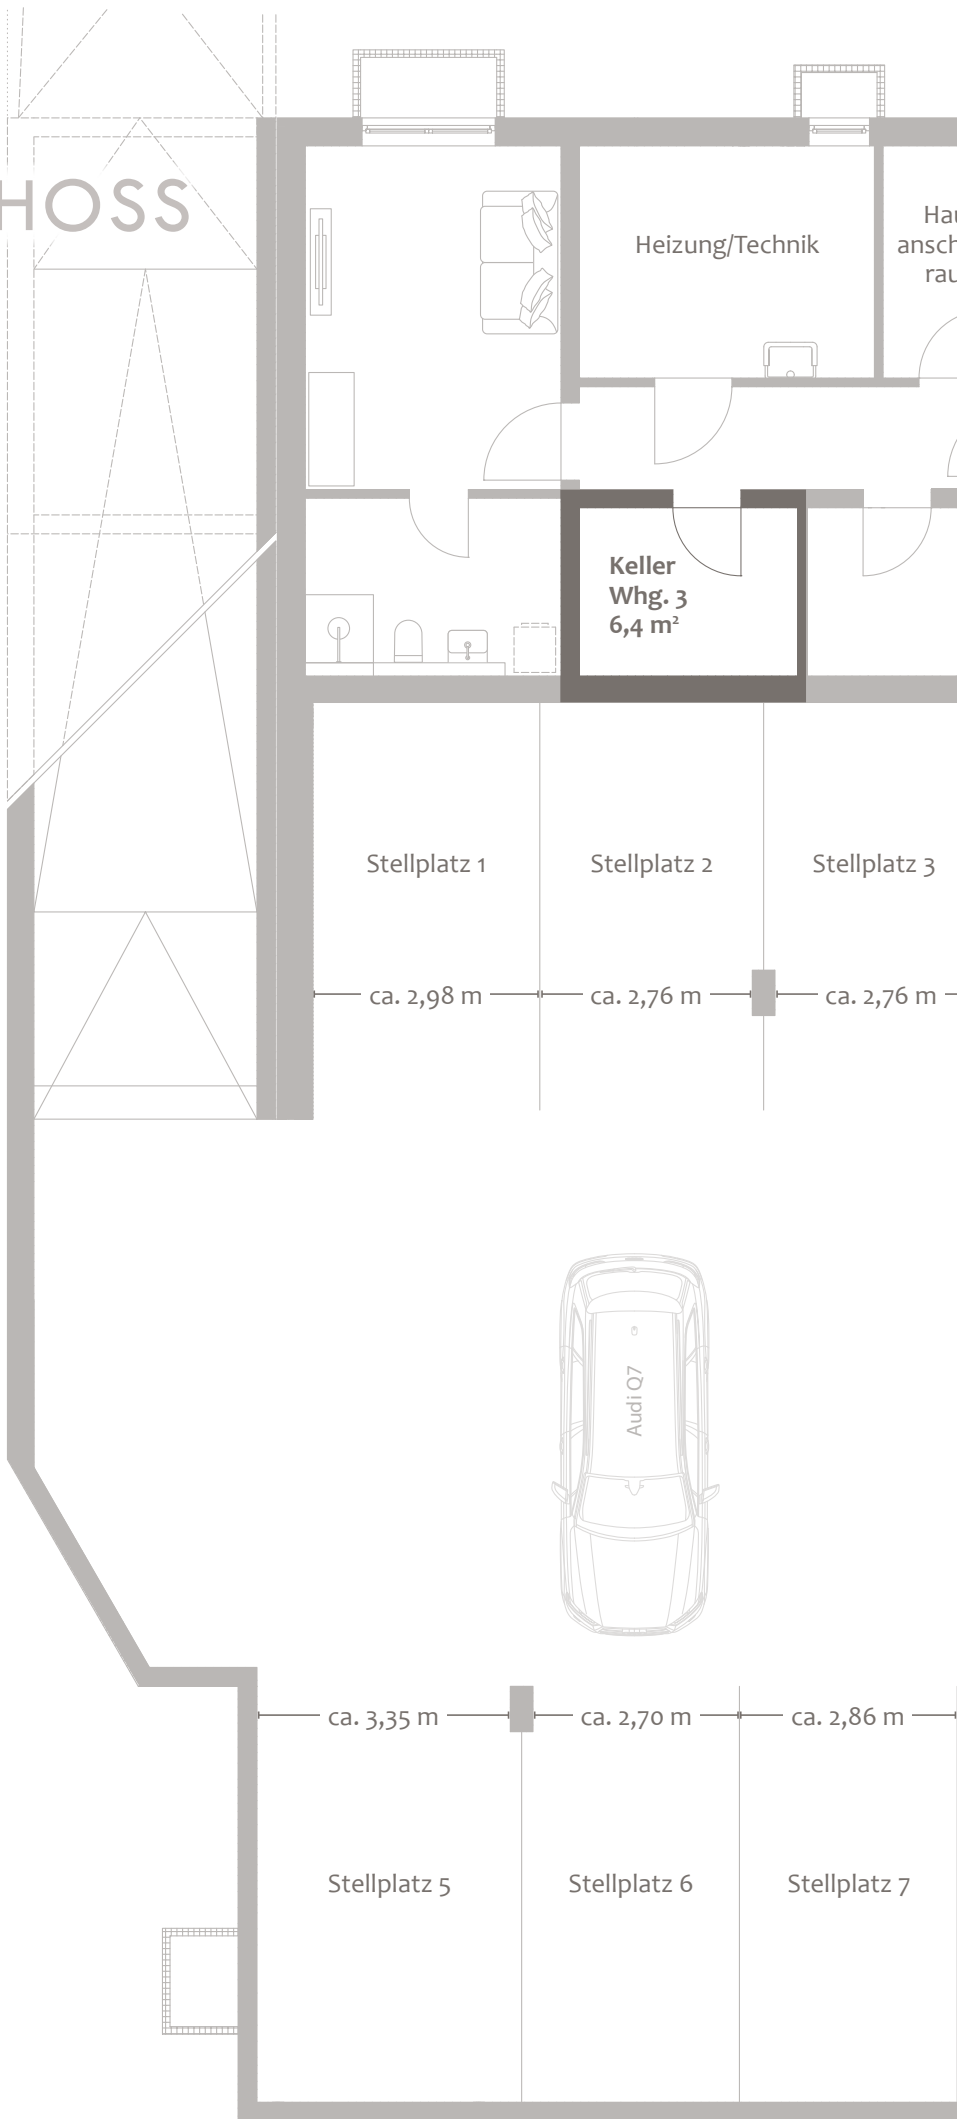 HOSS
Heizung/Technik
Keller
Whg. 3
6,4 m²
Stellplatz 1
Stellplatz 2
Stellplatz 3
ca. 2,98 m
ca. 2,76 m
ca. 2,76 m
Audi Q7
ca. 3,35 m
ca. 2,70 m
ca. 2,86 m
Stellplatz 5
Stellplatz 6
Stellplatz 7